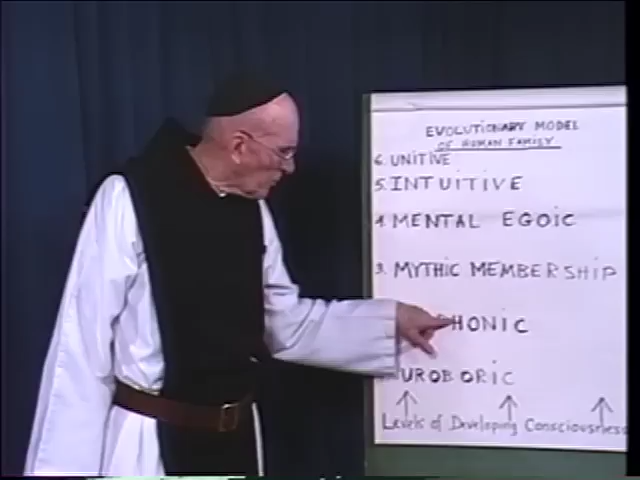 EVOLUTIONARY MODEL
OF HUMAN FAMILY
6. UNITIVE
5. INTUITIVE
4. MENTAL EGOIC
3. MYTHIC MEMBERSHIP
HONIC
UROBORIC
Levels of Developing Consciousness